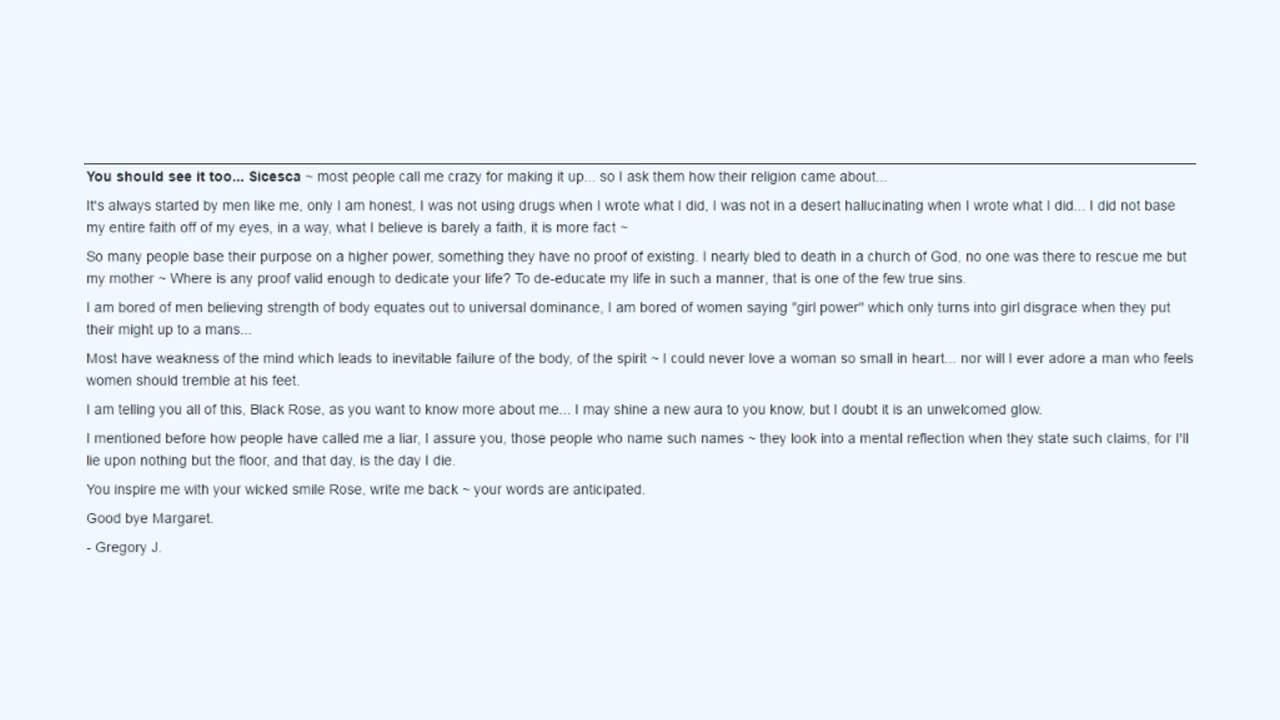 You should see it too... Sicesca ~ most people call me crazy for making it up... so I ask them how their religion came about...
It's always started by men like me, only I am honest, I was not using drugs when I wrote what I did, I was not in a desert hallucinating when I wrote what I did... I did not base
my entire faith off of my eyes, in a way, what I believe is barely a faith, it is more fact ~
So many people base their purpose on a higher power, something they have no proof of existing. I nearly bled to death in a church of God, no one was there to rescue me but
my mother ~ Where is any proof valid enough to dedicate your life? To de-educate my life in such a manner, that is one of the few true sins.
I am bored of men believing strength of body equates out to universal dominance, I am bored of women saying "girl power" which only turns into girl disgrace when they put
their might up to a mans...
Most have weakness of the mind which leads to inevitable failure of the body, of the spirit ~ I could never love a woman so small in heart... nor will I ever adore a man who feels
women should tremble at his feet.
I am telling you all of this, Black Rose, as you want to know more about me... I may shine a new aura to you know, but I doubt it is an unwelcomed glow.
I mentioned before how people have called me a liar, I assure you, those people who name such names ~ they look into a mental reflection when they state such claims, for I'll
lie upon nothing but the floor, and that day, is the day I die.
You inspire me with your wicked smile Rose, write me back ~ your words are anticipated.
Good bye Margaret.
- Gregory J.